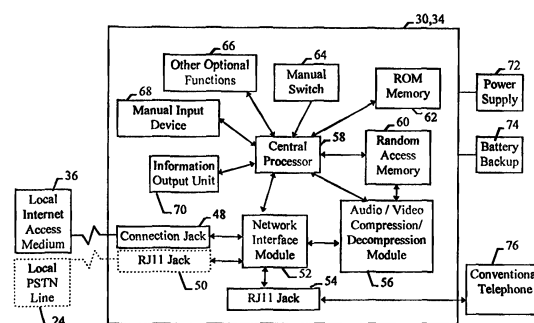 30,34
66
64
Other Optional
Functions
Manual
Switch
ROM
Memory
62
72
Power
Supply
68
Manual Input
Device
58
60
Central
Processor
Random
Access
Memory
74
Battery
Backup
Information
Output Unit
70
36
Local
Internet
Access
Medium
48
Connection Jack
RJ11 Jack
50
Network
Interface
Module
52
Audio / Video
Compression/
Decompression
Module
56
76
Conventional
Telephone
Local
PSTN
Line
24
54
RJ11 Jack